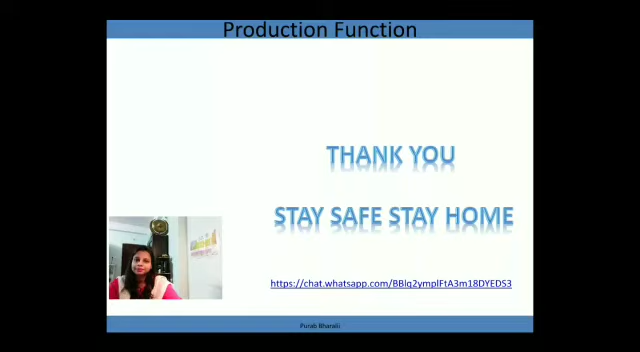 Production Function
THANK YOU
STAY SAFE STAY HOME
https://chat.whatsapp.com/BBlq2ymplFtA3m18DYEDS3
Purab Bharali